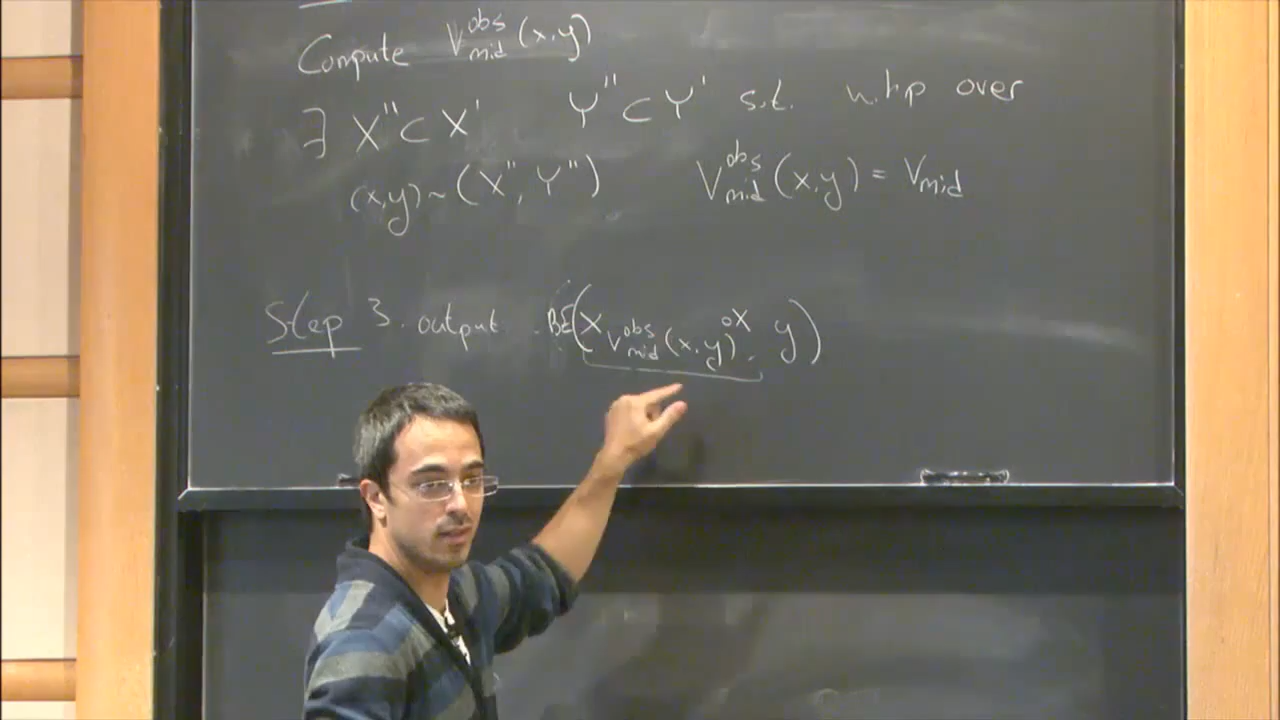 Compute V^obs_mid (x,y)
∃ X'' ⊂ X' Y'' ⊂ Y' s.t. w.h.p over
(x,y) ~ (X'', Y'') V^obs_mid (x,y) = V_mid
Step 3. output BE(X_{V^obs_mid (x,y)} ∘X, y)